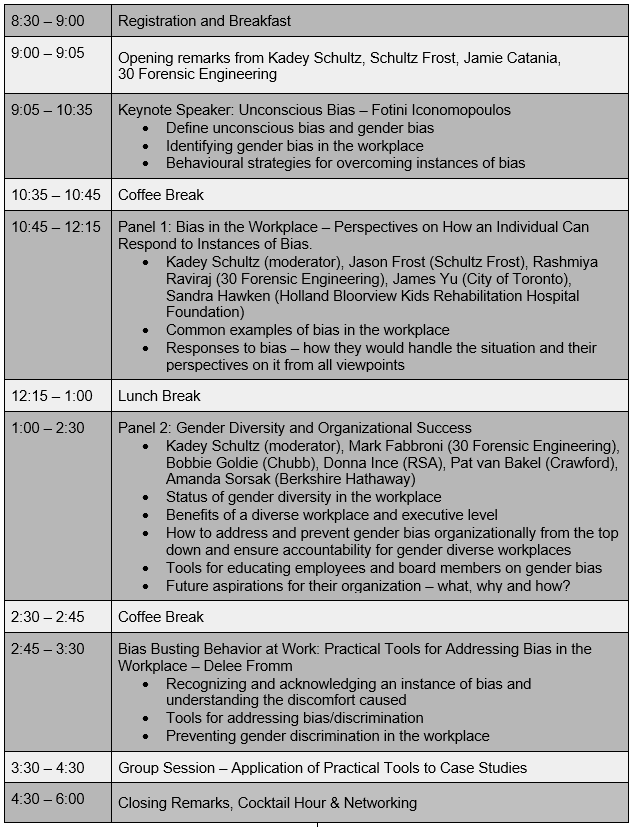 8:30 – 9:00 Registration and Breakfast
9:00 – 9:05 Opening remarks from Kadey Schultz, Schultz Frost, Jamie Catania,
30 Forensic Engineering
9:05 – 10:35 Keynote Speaker: Unconscious Bias – Fotini Iconomopoulos
• Define unconscious bias and gender bias
• Identifying gender bias in the workplace
• Behavioural strategies for overcoming instances of bias
10:35 – 10:45 Coffee Break
10:45 – 12:15 Panel 1: Bias in the Workplace – Perspectives on How an Individual Can
Respond to Instances of Bias.
• Kadey Schultz (moderator), Jason Frost (Schultz Frost), Rashmiya
Raviraj (30 Forensic Engineering), James Yu (City of Toronto),
Sandra Hawken (Holland Bloorview Kids Rehabilitation Hospital
Foundation)
• Common examples of bias in the workplace
• Responses to bias – how they would handle the situation and their
perspectives on it from all viewpoints
12:15 – 1:00 Lunch Break
1:00 – 2:30 Panel 2: Gender Diversity and Organizational Success
• Kadey Schultz (moderator), Mark Fabbroni (30 Forensic Engineering),
Bobbie Goldie (Chubb), Donna Ince (RSA), Pat van Bakel (Crawford),
Amanda Sorsak (Berkshire Hathaway)
• Status of gender diversity in the workplace
• Benefits of a diverse workplace and executive level
• How to address and prevent gender bias organizationally from the top
down and ensure accountability for gender diverse workplaces
• Tools for educating employees and board members on gender bias
• Future aspirations for their organization – what, why and how?
2:30 – 2:45 Coffee Break
2:45 – 3:30 Bias Busting Behavior at Work: Practical Tools for Addressing Bias in the
Workplace – Delee Fromm
• Recognizing and acknowledging an instance of bias and
understanding the discomfort caused
• Tools for addressing bias/discrimination
• Preventing gender discrimination in the workplace
3:30 – 4:30 Group Session – Application of Practical Tools to Case Studies
4:30 – 6:00 Closing Remarks, Cocktail Hour & Networking